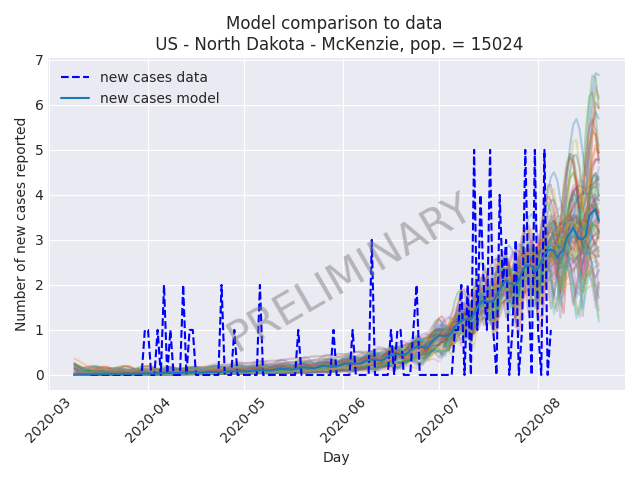 Model comparison to data
US - North Dakota - McKenzie, pop. = 15024
new cases data
new cases model
PRELIMINARY
Number of new cases reported
7
6
5
4
3
2
1
0
2020-03
2020-04
2020-05
2020-06
2020-07
2020-08
Day